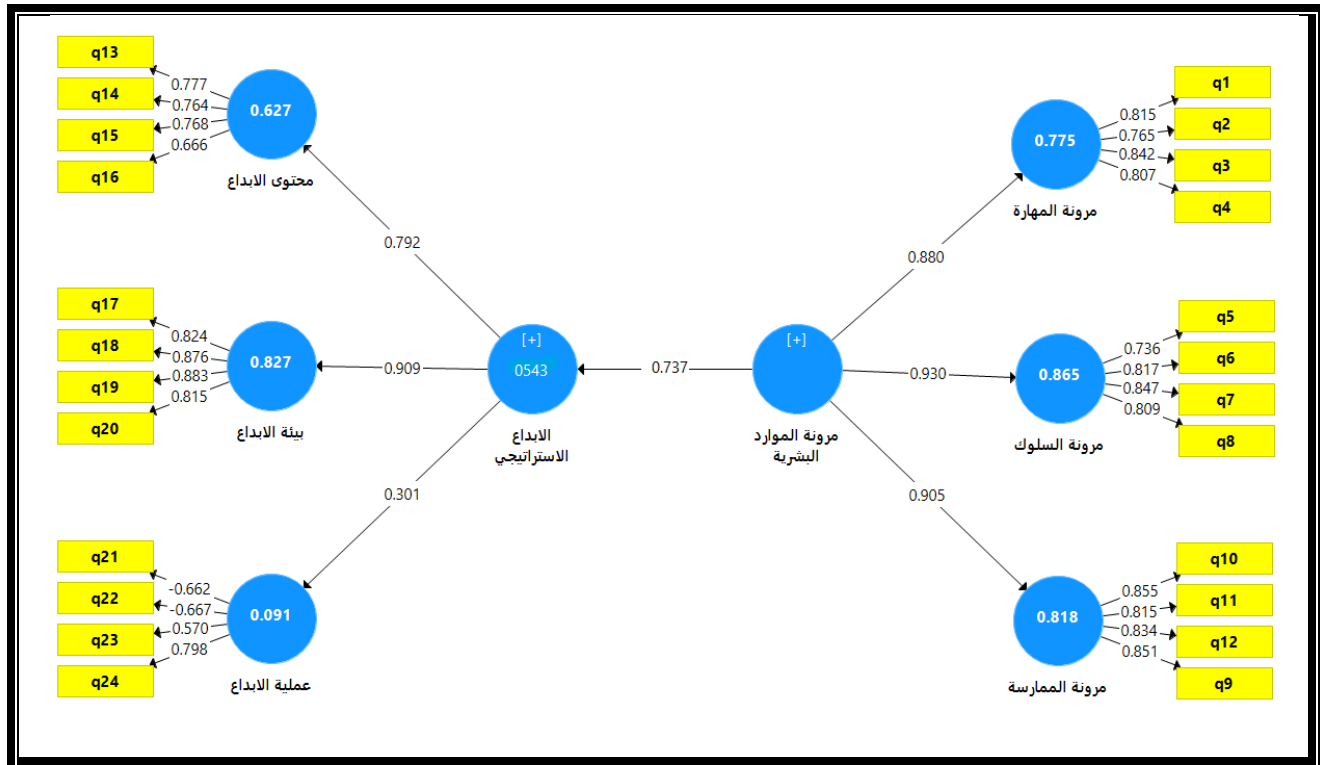 q13
q14
q15
q16
0.777
0.764
0.768
0.666
0.627
محتوى الابداع
q17
q18
q19
q20
0.824
0.876
0.883
0.815
0.827
بيئة الابداع
q21
q22
q23
q24
-0.662
-0.667
0.570
0.798
0.091
عملية الابداع
0.792
0.909
0.301
[+]
0543
الابداع
الاستراتيجي
0.737
[+]
مرونة الموارد
البشرية
0.880
0.930
0.905
0.775
مرونة المهارة
0.815
0.765
0.842
0.807
q1
q2
q3
q4
0.865
مرونة السلوك
0.736
0.817
0.847
0.809
q5
q6
q7
q8
0.818
مرونة الممارسة
0.855
0.815
0.834
0.851
q10
q11
q12
q9